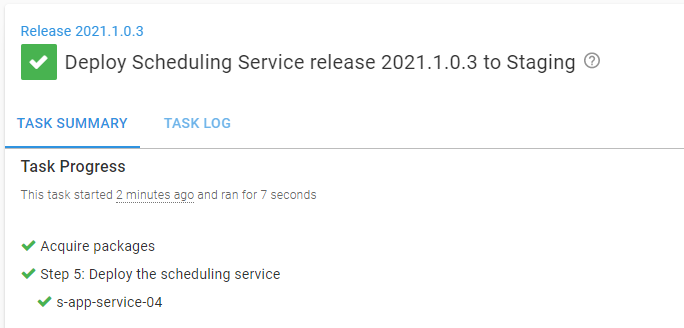 Release 2021.1.0.3
Deploy Scheduling Service release 2021.1.0.3 to Staging ?
TASK SUMMARY TASK LOG
Task Progress
This task started 2 minutes ago and ran for 7 seconds
Acquire packages
Step 5: Deploy the scheduling service
s-app-service-04